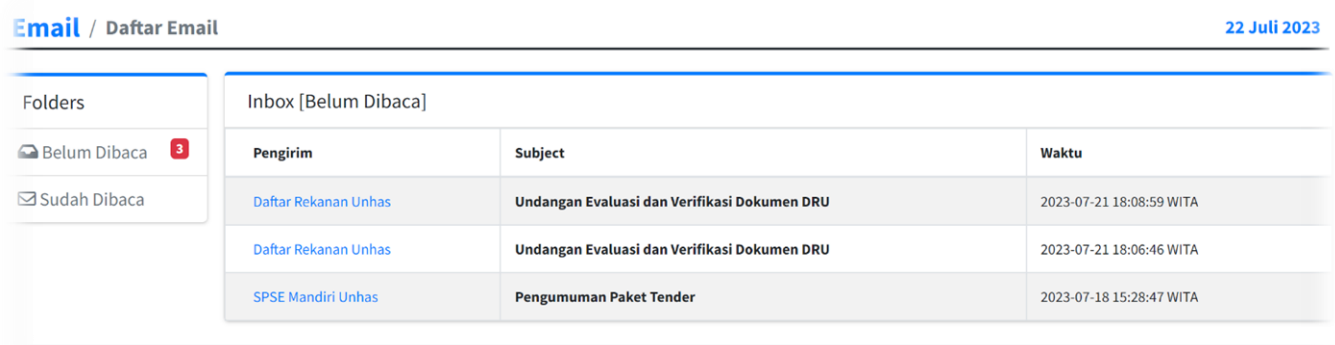 Email / Daftar Email
22 Juli 2023
Folders
Belum Dibaca 3
Sudah Dibaca
Inbox [Belum Dibaca]
Pengirim Subject Waktu
Daftar Rekanan Unhas Undangan Evaluasi dan Verifikasi Dokumen DRU 2023-07-21 18:08:59 WITA
Daftar Rekanan Unhas Undangan Evaluasi dan Verifikasi Dokumen DRU 2023-07-21 18:06:46 WITA
SPSE Mandiri Unhas Pengumuman Paket Tender 2023-07-18 15:28:47 WITA